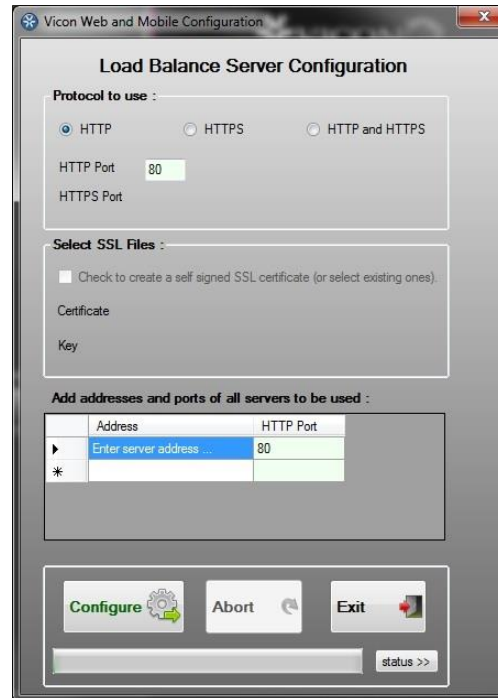 Vicon Web and Mobile Configuration
Load Balance Server Configuration
Protocol to use :
HTTP HTTPS HTTP and HTTPS
HTTP Port 80
HTTPS Port
Select SSL Files :
Check to create a self signed SSL certificate (or select existing ones).
Certificate
Key
Add addresses and ports of all servers to be used :
Address HTTP Port
Enter server address ... 80
Configure Abort Exit
status >>